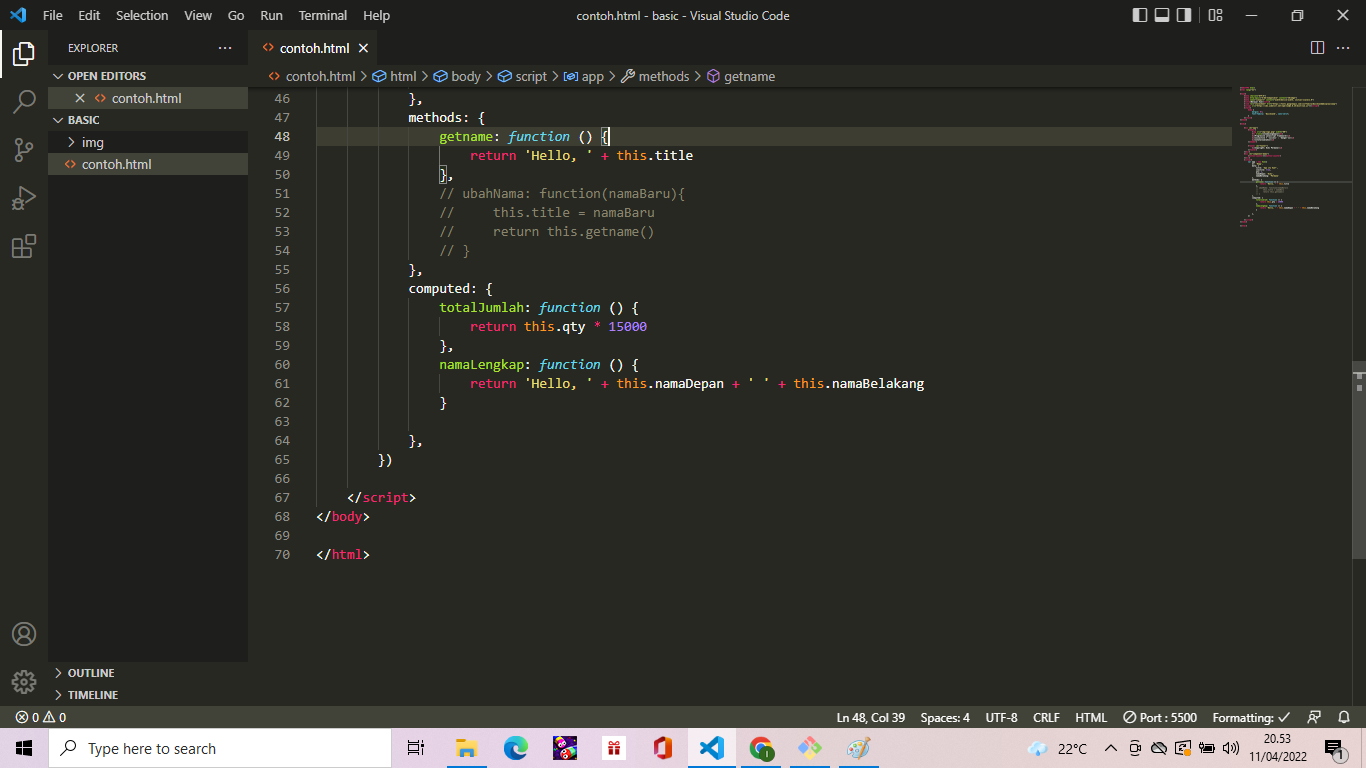 File Edit Selection View Go Run Terminal Help contoh.html - basic - Visual Studio Code
EXPLORER
contoh.html
OPEN EDITORS
contoh.html
BASIC
img
contoh.html
contoh.html > html > body > script > app > methods > getname
46 },
47 methods: {
48 getname: function () {
49 return 'Hello, ' + this.title
50 },
51 // ubahNama: function(namaBaru){
52 // this.title = namaBaru
53 // return this.getname()
54 // }
55 },
56 computed: {
57 totalJumlah: function () {
58 return this.qty * 15000
59 },
60 namaLengkap: function () {
61 return 'Hello, ' + this.namaDepan + ' ' + this.namaBelakang
62 }
63
64 },
65 })
66
67 </script>
68 </body>
69
70 </html>
OUTLINE
TIMELINE
0 0 Ln 48, Col 39 Spaces: 4 UTF-8 CRLF HTML Port : 5500 Formatting: ✓
Type here to search 22°C 20.53
11/04/2022 1